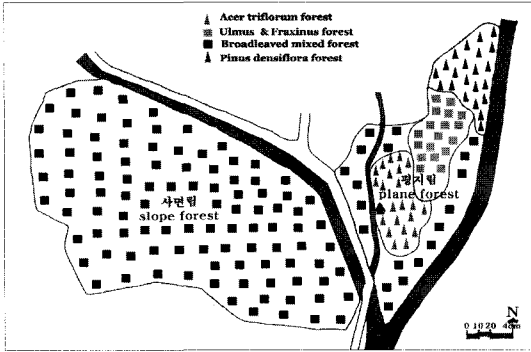 Acer triflorum forest
Ulmus & Fraxinus forest
Broadleaved mixed forest
Pinus densiflora forest
사면림
slope forest
평지림
plane forest
N
0 10 20 40m